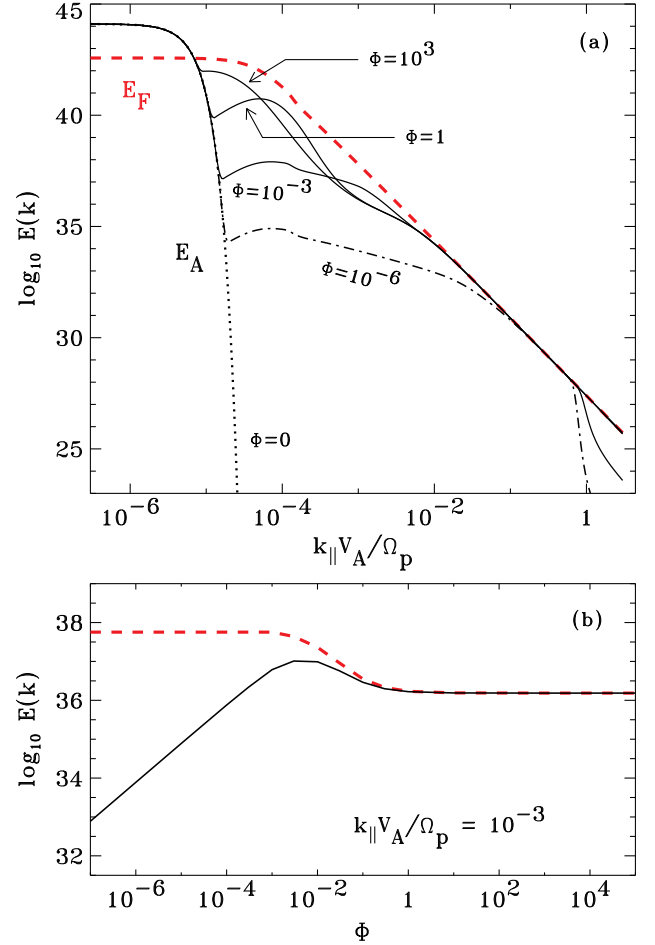 45
(a)
Φ=10³
E_F
40
Φ=1
Φ=10⁻³
35
E_A
Φ=10⁻⁶
30
Φ=0
25
log₁₀ E(k)
10⁻⁶ 10⁻⁴ 10⁻² 1
k_∥V_A/Ω_p
38
(b)
36
34
32
log₁₀ E(k)
k_∥V_A/Ω_p = 10⁻³
10⁻⁶ 10⁻⁴ 10⁻² 1 10² 10⁴
Φ